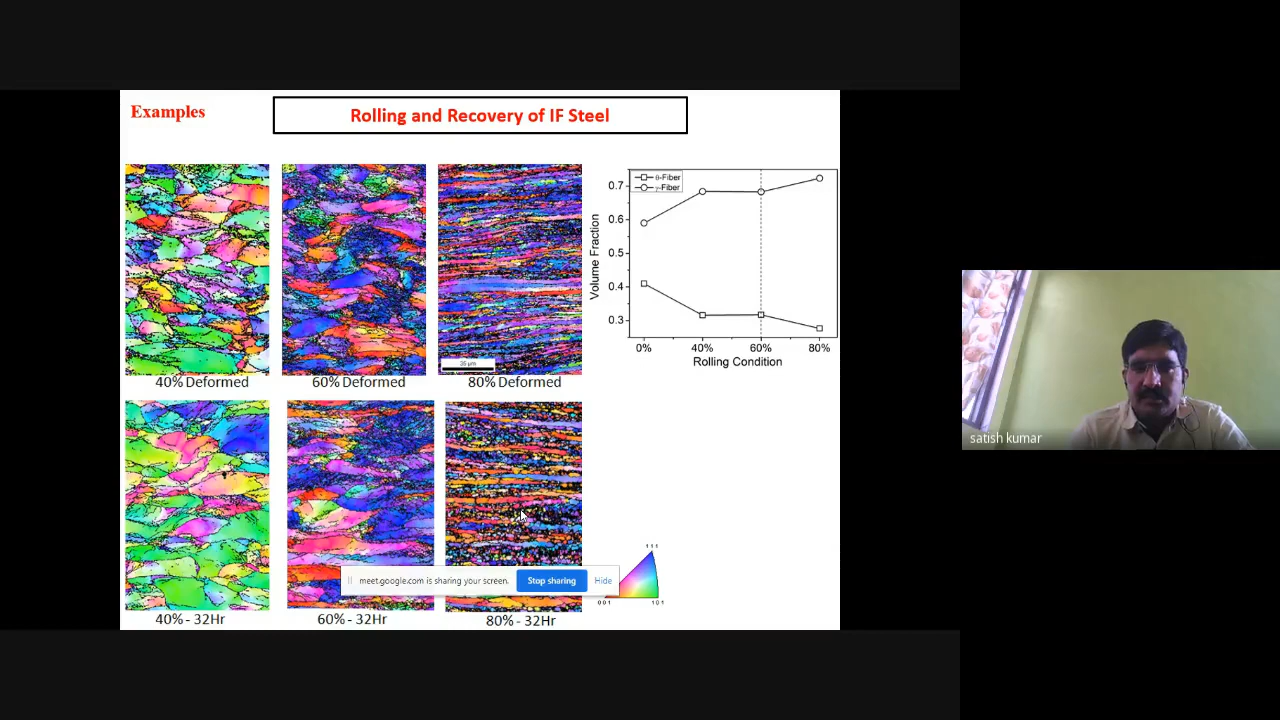 Examples
Rolling and Recovery of IF Steel
θ-Fiber
γ-Fiber
0.7
0.6
0.5
0.4
0.3
Volume Fraction
0% 40% 60% 80%
Rolling Condition
35 μm
40% Deformed
60% Deformed
80% Deformed
satish kumar
111
001
101
meet.google.com is sharing your screen.
Stop sharing
Hide
40% - 32Hr
60% - 32Hr
80% - 32Hr